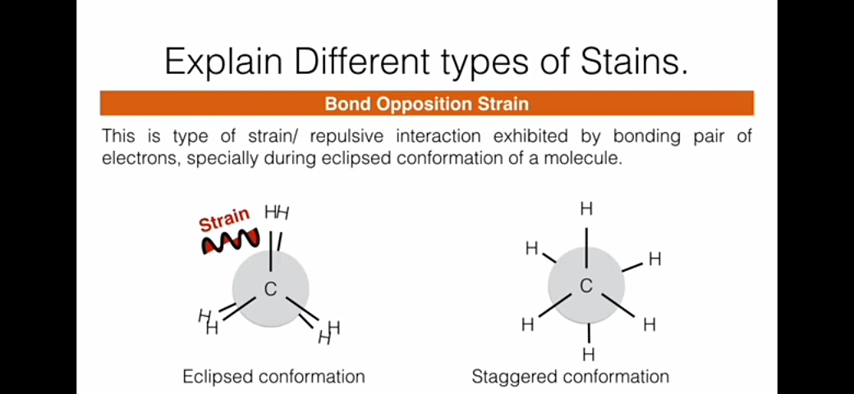 Explain Different types of Stains.
Bond Opposition Strain
This is type of strain/ repulsive interaction exhibited by bonding pair of
electrons, specially during eclipsed conformation of a molecule.
Strain
HH
H
H
H
C
C
H
H
H
H
H
H
H
H
H
Eclipsed conformation
Staggered conformation